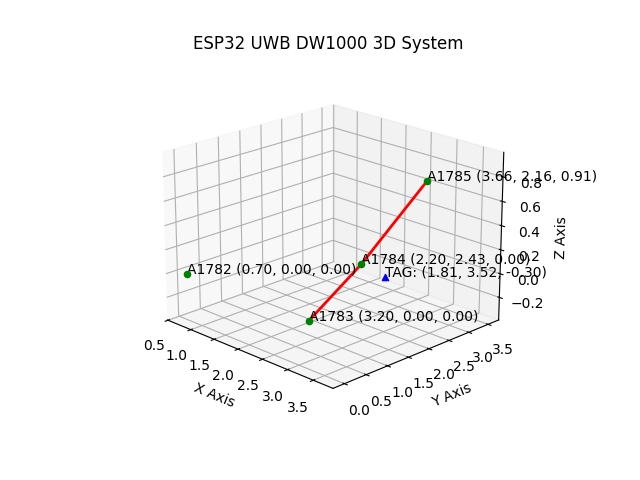 ESP32 UWB DW1000 3D System
A1785 (3.66, 2.16, 0.91)
A1784 (2.20, 2.43, 0.00)
A1782 (0.70, 0.00, 0.00)
TAG: (1.81, 3.52, -0.30)
A1783 (3.20, 0.00, 0.00)
0.8
0.6
0.4
0.2
0.0
−0.2
Z Axis
0.5
1.0
1.5
2.0
2.5
3.0
3.5
X Axis
0.0
0.5
1.0
1.5
2.0
2.5
3.0
3.5
Y Axis